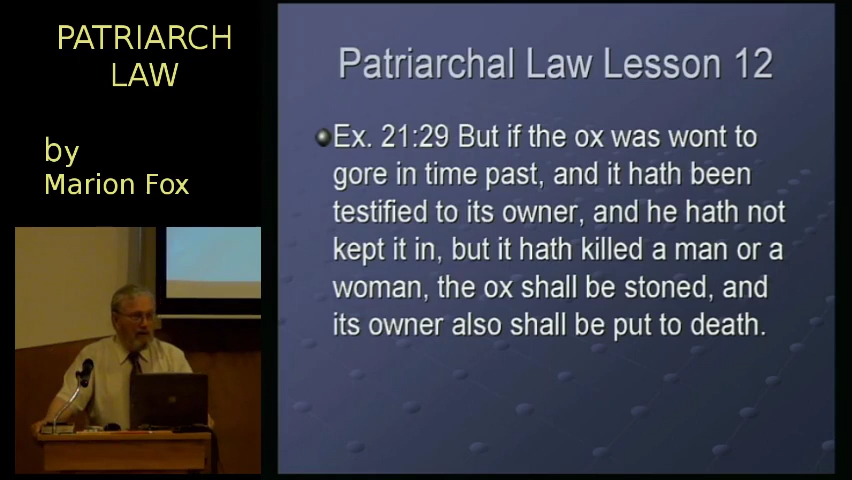 PATRIARCH
LAW
by
Marion Fox
Patriarchal Law Lesson 12
Ex. 21:29 But if the ox was wont to
gore in time past, and it hath been
testified to its owner, and he hath not
kept it in, but it hath killed a man or a
woman, the ox shall be stoned, and
its owner also shall be put to death.